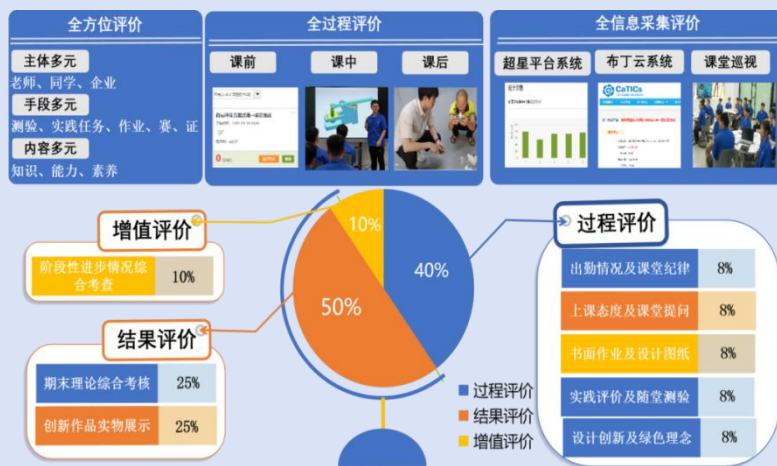 全方位评价
主体多元
老师、同学、企业
手段多元
测验、实践任务、作业、赛、证
内容多元
知识、能力、素养
全过程评价
课前
课中
课后
全信息采集评价
超星平台系统
布丁云系统
课堂巡视
CaTICs
增值评价
阶段性进步情况综
合考查
10%
结果评价
期末理论综合考核
25%
创新作品实物展示
25%
10%
40%
50%
过程评价
结果评价
增值评价
过程评价
出勤情况及课堂纪律
8%
上课态度及课堂提问
8%
书面作业及设计图纸
8%
实践评价及随堂测验
8%
设计创新及绿色理念
8%